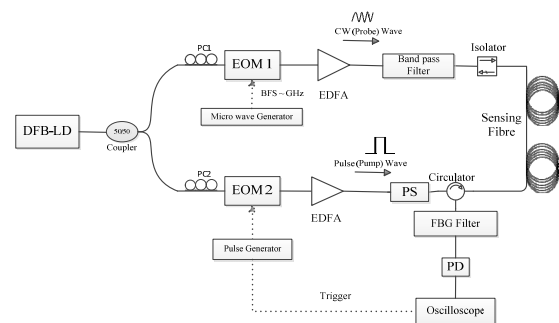 CW (Probe) Wave
PC1
EOM 1
EDFA
Band pass
Filter
Isolator
BFS ~ GHz
Micro wave Generator
Sensing
Fibre
DFB-LD
50/50
Coupler
Pulse (Pump) Wave
PC2
EOM 2
EDFA
PS
Circulator
FBG Filter
Pulse Generator
PD
Trigger
Oscilloscope